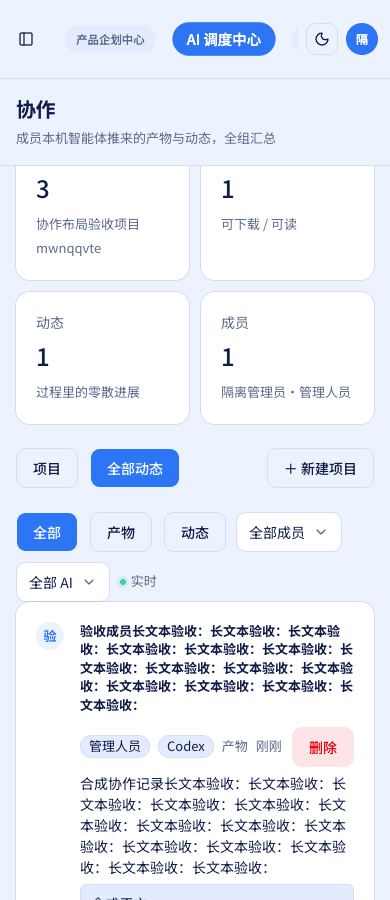 产品企划中心
AI 调度中心
隔
协作
成员本机智能体推来的产物与动态，全组汇总
3
协作布局验收项目
mwnqqvte
1
可下载 / 可读
动态
1
过程里的零散进展
成员
1
隔离管理员・管理人员
项目
全部动态
＋ 新建项目
全部
产物
动态
全部成员
全部 AI
实时
验
验收成员长文本验收：长文本验收：长文本验
收：长文本验收：长文本验收：长文本验收：长
文本验收：长文本验收：长文本验收：长文本验
收：长文本验收：长文本验收：长文本验收：长
文本验收：
管理人员
Codex
产物
刚刚
删除
合成协作记录长文本验收：长文本验收：长
文本验收：长文本验收：长文本验收：长文
本验收：长文本验收：长文本验收：长文本
验收：长文本验收：长文本验收：长文本验
收：长文本验收：长文本验收：